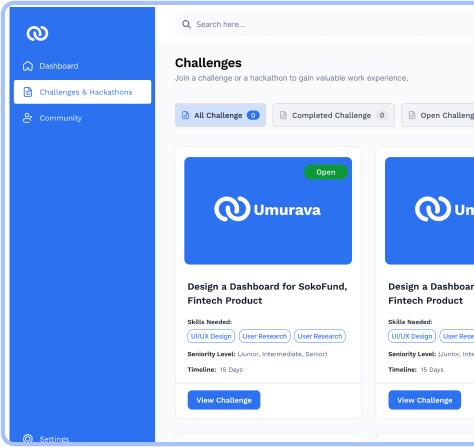 Search here...
Dashboard
Challenges & Hackathons
Community
Settings
Challenges
Join a challenge or a hackathon to gain valuable work experience,
All Challenge 0
Completed Challenge 0
Open Challeng
Open
Umurava
Design a Dashboard for SokoFund,
Fintech Product
Skills Needed:
UI/UX Design User Research User Research
Seniority Level: (Junior, Intermediate, Senior)
Timeline: 15 Days
View Challenge
Um
Design a Dashboar
Fintech Product
Skills Needed:
UI/UX Design User Rese
Seniority Level: (Junior, Inte
Timeline: 15 Days
View Challenge